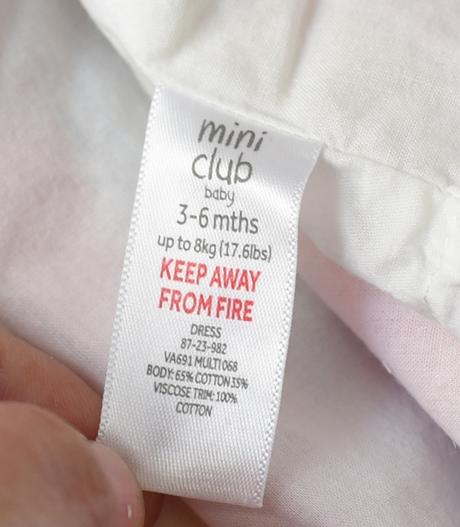 mini
club
baby
3-6 mths
up to 8kg (17.6lbs)
KEEP AWAY
FROM FIRE
DRESS
87-23-982
VA691 MULTI 068
BODY: 65% COTTON 35%
VISCOSE TRIM: 100%
COTTON